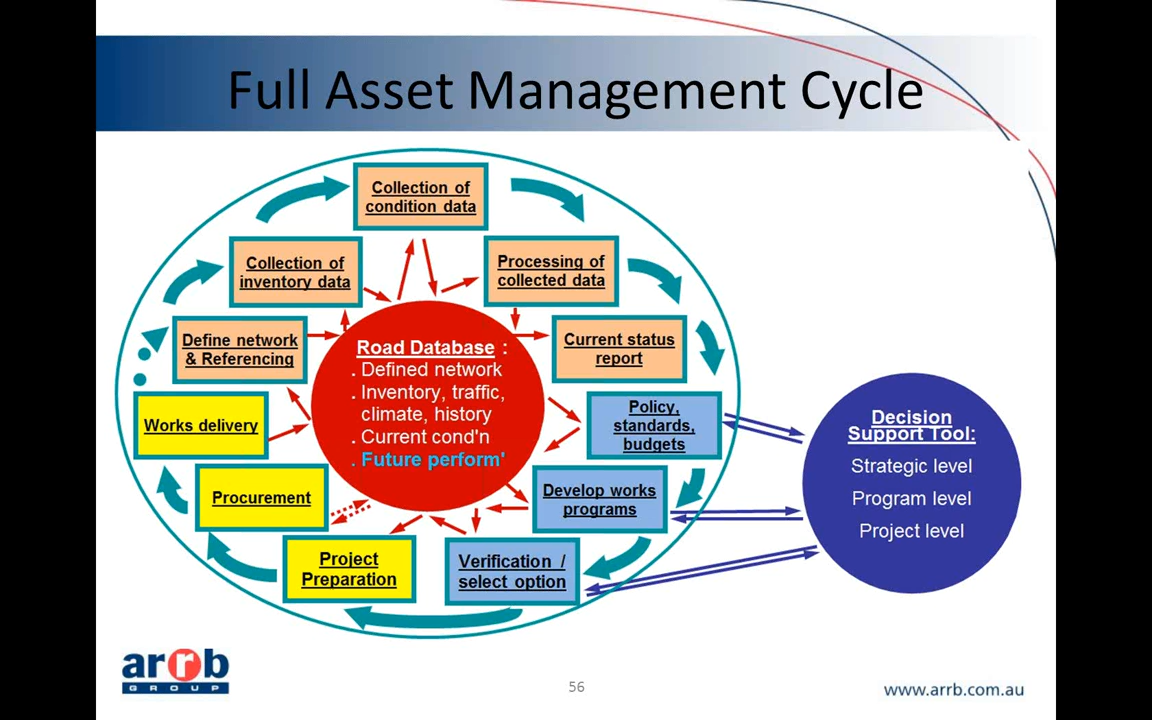 Full Asset Management Cycle
Collection of
condition data
Collection of
inventory data
Processing of
collected data
Define network
& Referencing
Current status
report
Road Database :
. Defined network
. Inventory, traffic,
climate, history
. Current cond'n
. Future perform'
Works delivery
Policy,
standards,
budgets
Decision
Support Tool:
Strategic level
Program level
Project level
Procurement
Develop works
programs
Project
Preparation
Verification /
select option
arrb
GROUP
56
www.arrb.com.au